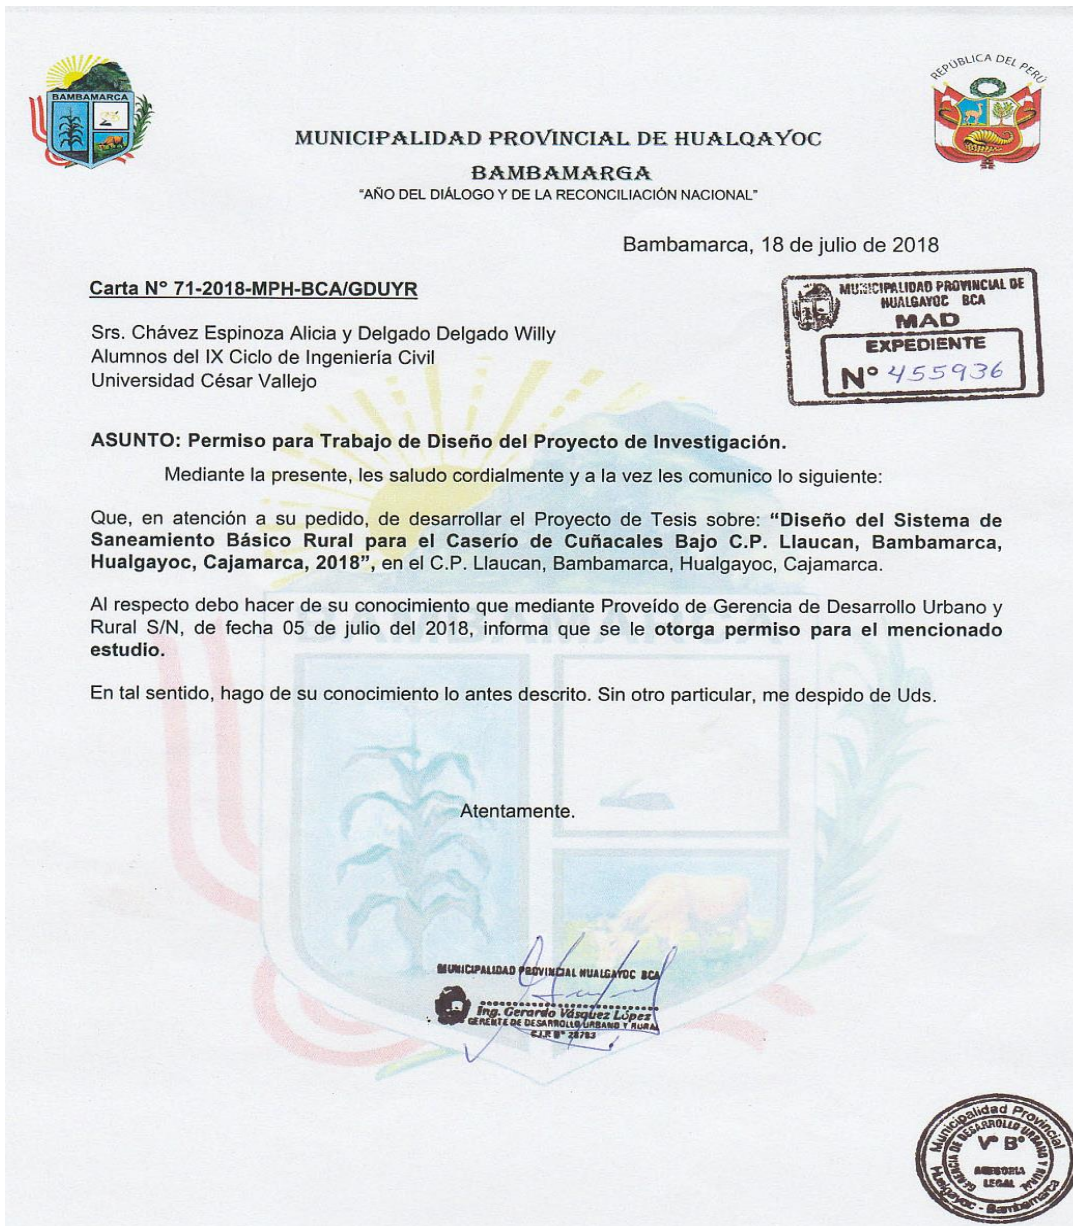 BAMBAMARCA
REPÚBLICA DEL PERÚ
MUNICIPALIDAD PROVINCIAL DE HUALQAYOC
BAMBAMARGA
"AÑO DEL DIÁLOGO Y DE LA RECONCILIACIÓN NACIONAL"
Bambamarca, 18 de julio de 2018
Carta N° 71-2018-MPH-BCA/GDUYR
MUNICIPALIDAD PROVINCIAL DE
HUALGAYOC BCA
MAD
EXPEDIENTE
N° 455936
Srs. Chávez Espinoza Alicia y Delgado Delgado Willy
Alumnos del IX Ciclo de Ingeniería Civil
Universidad César Vallejo
ASUNTO: Permiso para Trabajo de Diseño del Proyecto de Investigación.
Mediante la presente, les saludo cordialmente y a la vez les comunico lo siguiente:
Que, en atención a su pedido, de desarrollar el Proyecto de Tesis sobre: "Diseño del Sistema de
Saneamiento Básico Rural para el Caserío de Cuñacales Bajo C.P. Llaucan, Bambamarca,
Hualgayoc, Cajamarca, 2018", en el C.P. Llaucan, Bambamarca, Hualgayoc, Cajamarca.
Al respecto debo hacer de su conocimiento que mediante Proveído de Gerencia de Desarrollo Urbano y
Rural S/N, de fecha 05 de julio del 2018, informa que se le otorga permiso para el mencionado
estudio.
En tal sentido, hago de su conocimiento lo antes descrito. Sin otro particular, me despido de Uds.
BAMBAMARCA
Atentamente.
MUNICIPALIDAD PROVINCIAL HUALGAYOC BCA
Ing. Gerardo Vásquez López
GERENTE DE DESARROLLO URBANO Y RURAL
C.I.P. N° 28703
Municipalidad Provincial
GERENCIA DE DESARROLLO URBANO Y RURAL
V° B°
ASESORIA
LEGAL
Hualgayoc - Bambamarca